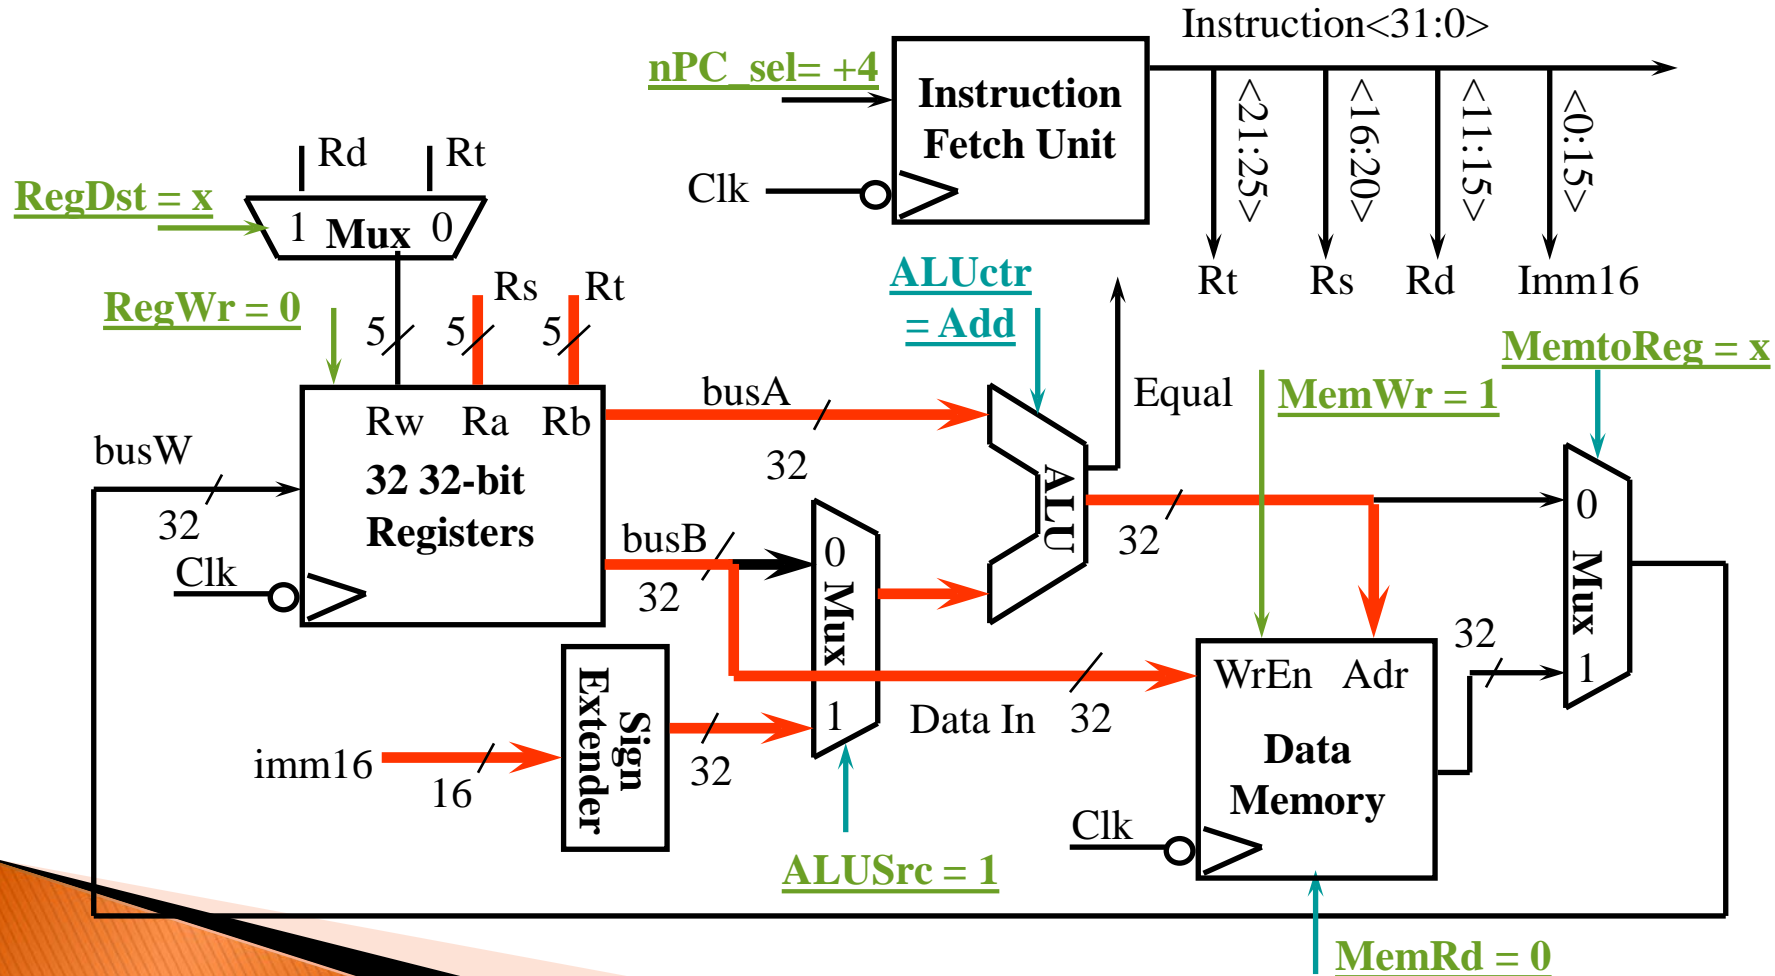 Instruction<31:0>
nPC_sel= +4
Instruction
Fetch Unit
Clk
<21:25>
<16:20>
<11:15>
<0:15>
Rt
Rs
Rd
Imm16
Rd
Rt
RegDst = x
1 Mux 0
RegWr = 0
Rs
Rt
5
5
5
ALUctr
= Add
MemtoReg = x
Equal
MemWr = 1
busA
32
Rw Ra Rb
busW
32
32 32-bit
Registers
Clk
busB
32
0
Mux
1
ALU
32
0
Mux
1
Sign
Extender
imm16
16
32
Data In
32
WrEn Adr
32
Data
Memory
Clk
ALUSrc = 1
MemRd = 0